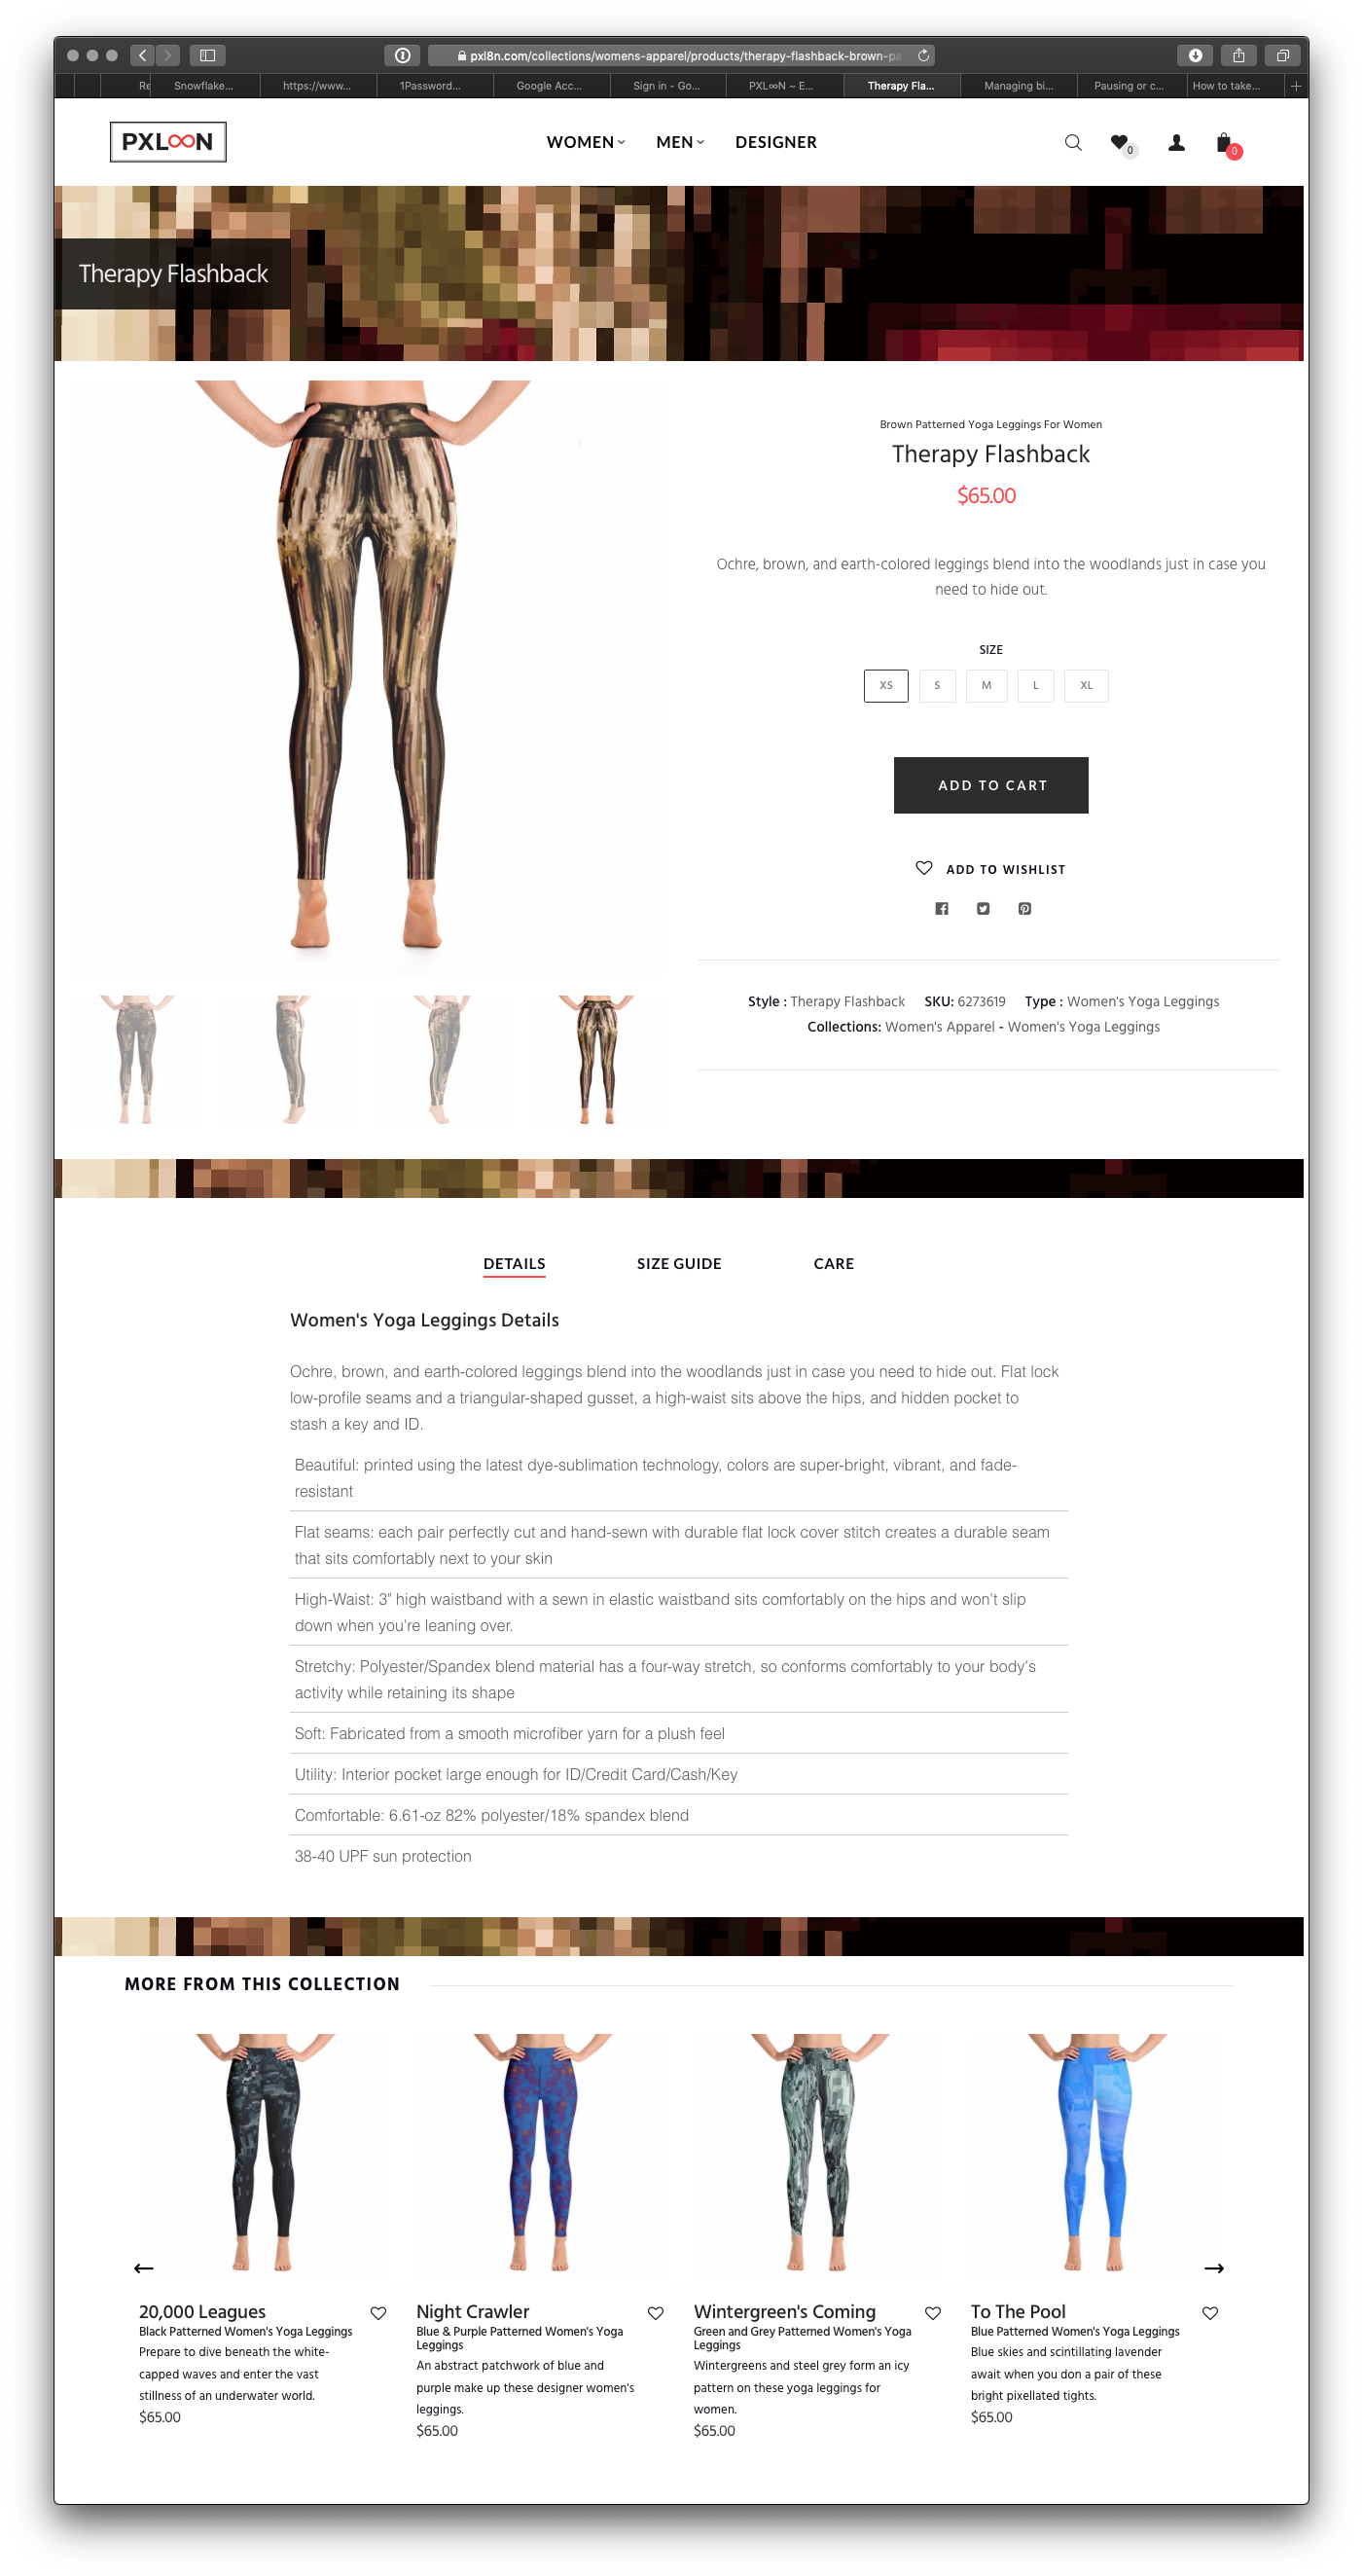 pxl8n.com/collections/womens-apparel/products/therapy-flashback-brown-pa
Re
Snowflake...
https://www...
1Password...
Google Acc...
Sign in - Go...
PXL∞N ~ E...
Therapy Fla...
Managing bi...
Pausing or c...
How to take...
PXL∞N
WOMEN
MEN
DESIGNER
0
0
Therapy Flashback
Brown Patterned Yoga Leggings For Women
Therapy Flashback
$65.00
Ochre, brown, and earth-colored leggings blend into the woodlands just in case you
need to hide out.
SIZE
XS S M L XL
ADD TO CART
ADD TO WISHLIST
Style : Therapy Flashback SKU: 6273619 Type : Women's Yoga Leggings
Collections: Women's Apparel - Women's Yoga Leggings
DETAILS
SIZE GUIDE
CARE
Women's Yoga Leggings Details
Ochre, brown, and earth-colored leggings blend into the woodlands just in case you need to hide out. Flat lock
low-profile seams and a triangular-shaped gusset, a high-waist sits above the hips, and hidden pocket to
stash a key and ID.
Beautiful: printed using the latest dye-sublimation technology, colors are super-bright, vibrant, and fade-
resistant
Flat seams: each pair perfectly cut and hand-sewn with durable flat lock cover stitch creates a durable seam
that sits comfortably next to your skin
High-Waist: 3" high waistband with a sewn in elastic waistband sits comfortably on the hips and won't slip
down when you're leaning over.
Stretchy: Polyester/Spandex blend material has a four-way stretch, so conforms comfortably to your body's
activity while retaining its shape
Soft: Fabricated from a smooth microfiber yarn for a plush feel
Utility: Interior pocket large enough for ID/Credit Card/Cash/Key
Comfortable: 6.61-oz 82% polyester/18% spandex blend
38-40 UPF sun protection
MORE FROM THIS COLLECTION
20,000 Leagues
Black Patterned Women's Yoga Leggings
Prepare to dive beneath the white-
capped waves and enter the vast
stillness of an underwater world.
$65.00
Night Crawler
Blue & Purple Patterned Women's Yoga
Leggings
An abstract patchwork of blue and
purple make up these designer women's
leggings.
$65.00
Wintergreen's Coming
Green and Grey Patterned Women's Yoga
Leggings
Wintergreens and steel grey form an icy
pattern on these yoga leggings for
women.
$65.00
To The Pool
Blue Patterned Women's Yoga Leggings
Blue skies and scintillating lavender
await when you don a pair of these
bright pixellated tights.
$65.00